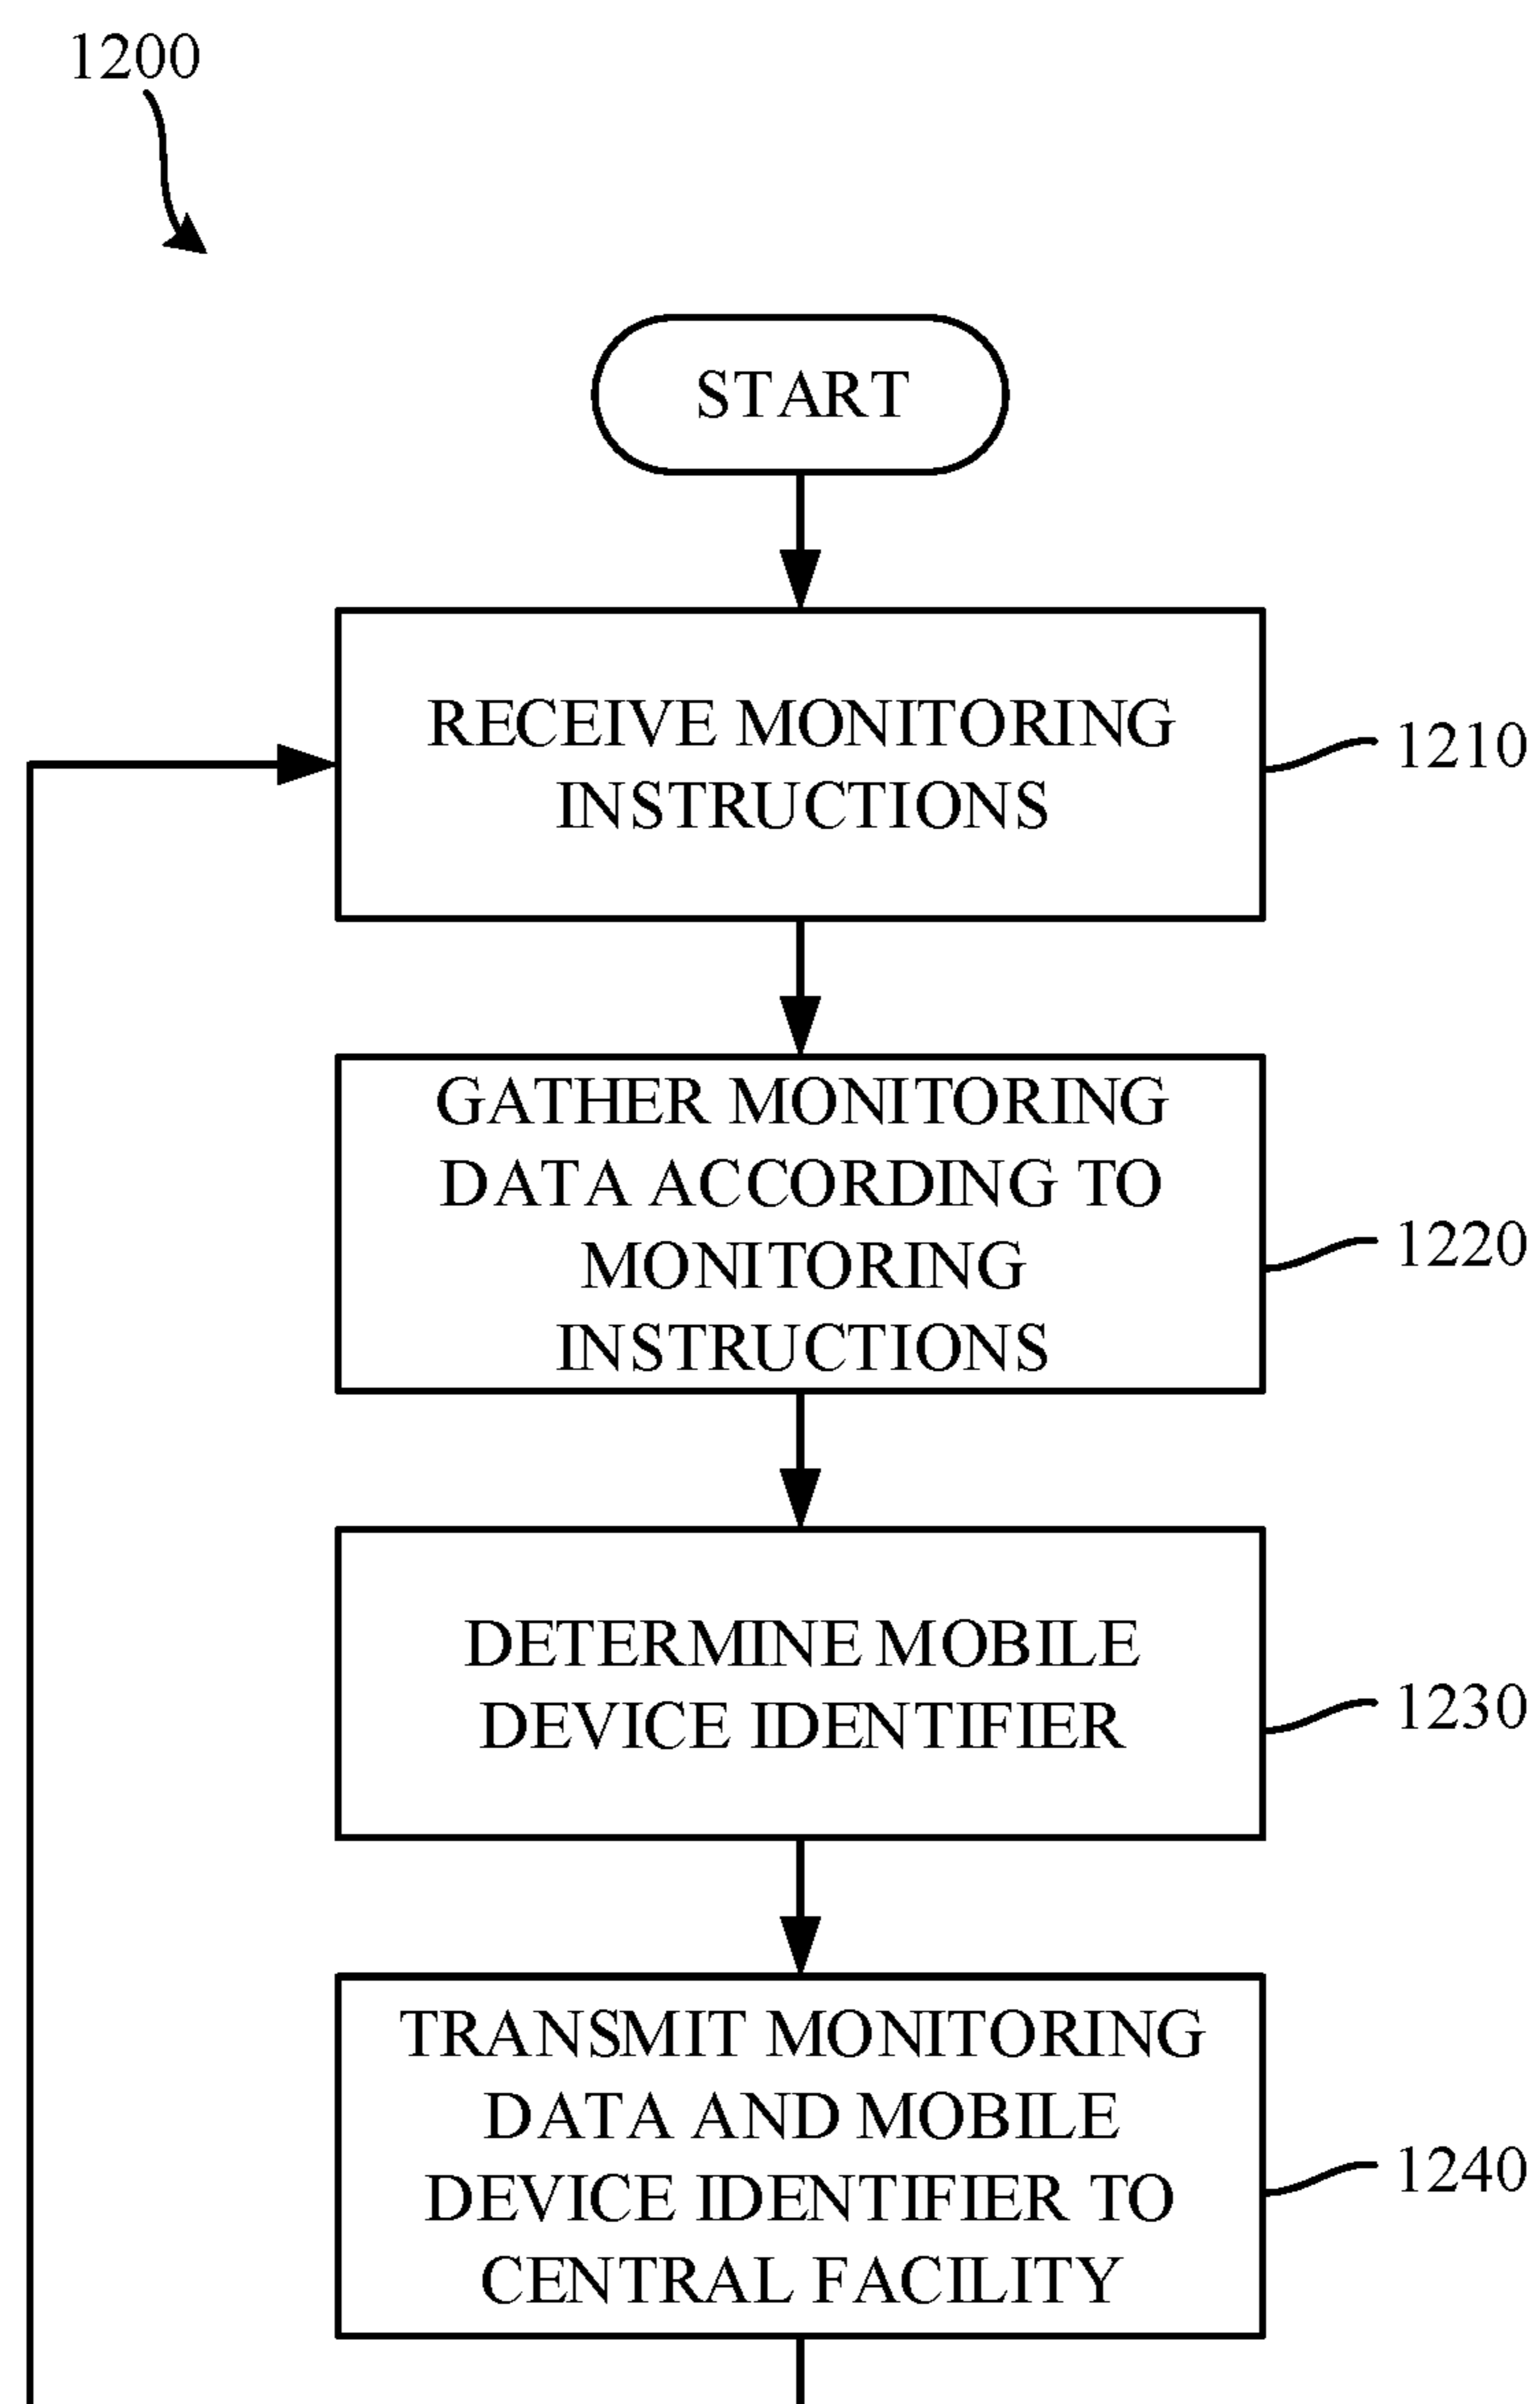 1200
START
RECEIVE MONITORING
INSTRUCTIONS
1210
GATHER MONITORING
DATA ACCORDING TO
MONITORING
INSTRUCTIONS
1220
DETERMINE MOBILE
DEVICE IDENTIFIER
1230
TRANSMIT MONITORING
DATA AND MOBILE
DEVICE IDENTIFIER TO
CENTRAL FACILITY
1240